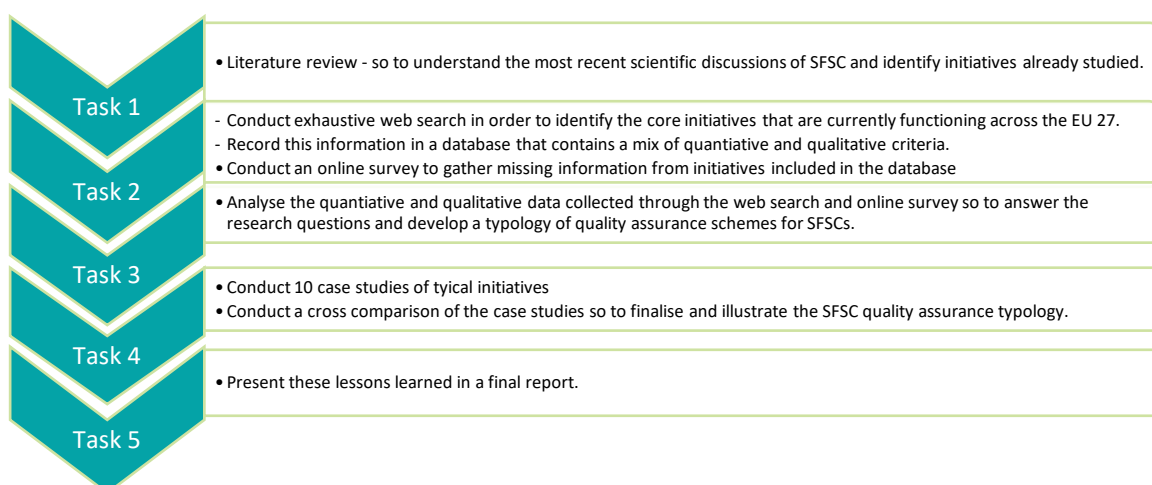 Task 1
• Literature review - so to understand the most recent scientific discussions of SFSC and identify initiatives already studied.
Task 2
- Conduct exhaustive web search in order to identify the core initiatives that are currently functioning across the EU 27.
- Record this information in a database that contains a mix of quantitative and qualitative criteria.
• Conduct an online survey to gather missing information from initiatives included in the database
Task 3
• Analyse the quantiative and qualitative data collected through the web search and online survey so to answer the
research questions and develop a typology of quality assurance schemes for SFSCs.
Task 4
• Conduct 10 case studies of tyical initiatives
• Conduct a cross comparison of the case studies so to finalise and illustrate the SFSC quality assurance typology.
Task 5
• Present these lessons learned in a final report.